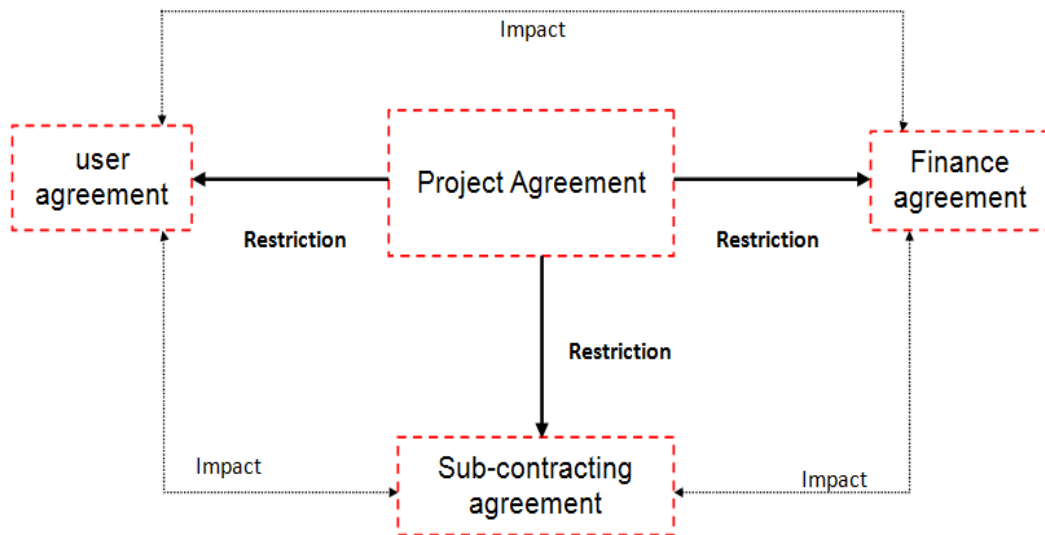 Impact
user
agreement
Project Agreement
Finance
agreement
Restriction
Restriction
Restriction
Sub-contracting
agreement
Impact
Impact